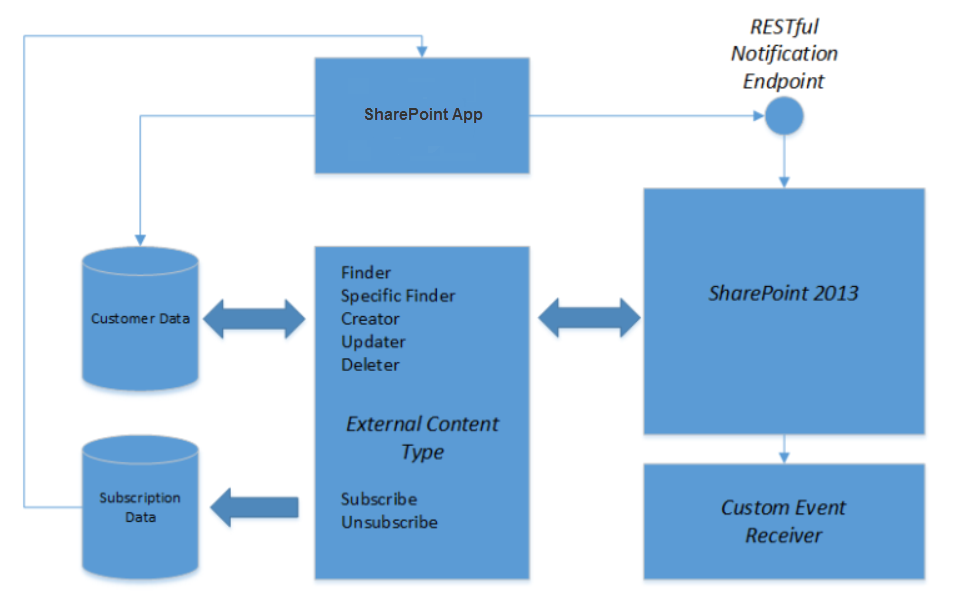 RESTful
Notification
Endpoint
SharePoint App
Customer Data
Finder
Specific Finder
Creator
Updater
Deleter
External Content
Type
Subscribe
Unsubscribe
SharePoint 2013
Subscription
Data
Custom Event
Receiver